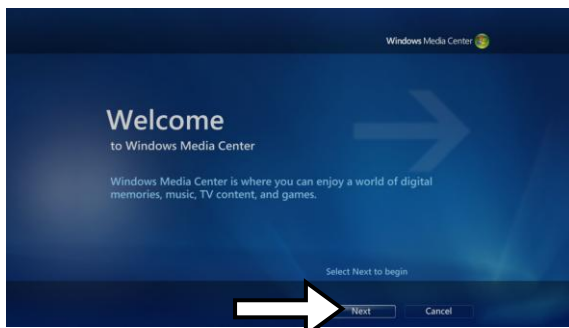 Windows Media Center
Welcome
to Windows Media Center
Windows Media Center is where you can enjoy a world of digital
memories, music, TV content, and games.
Select Next to begin
Next
Cancel